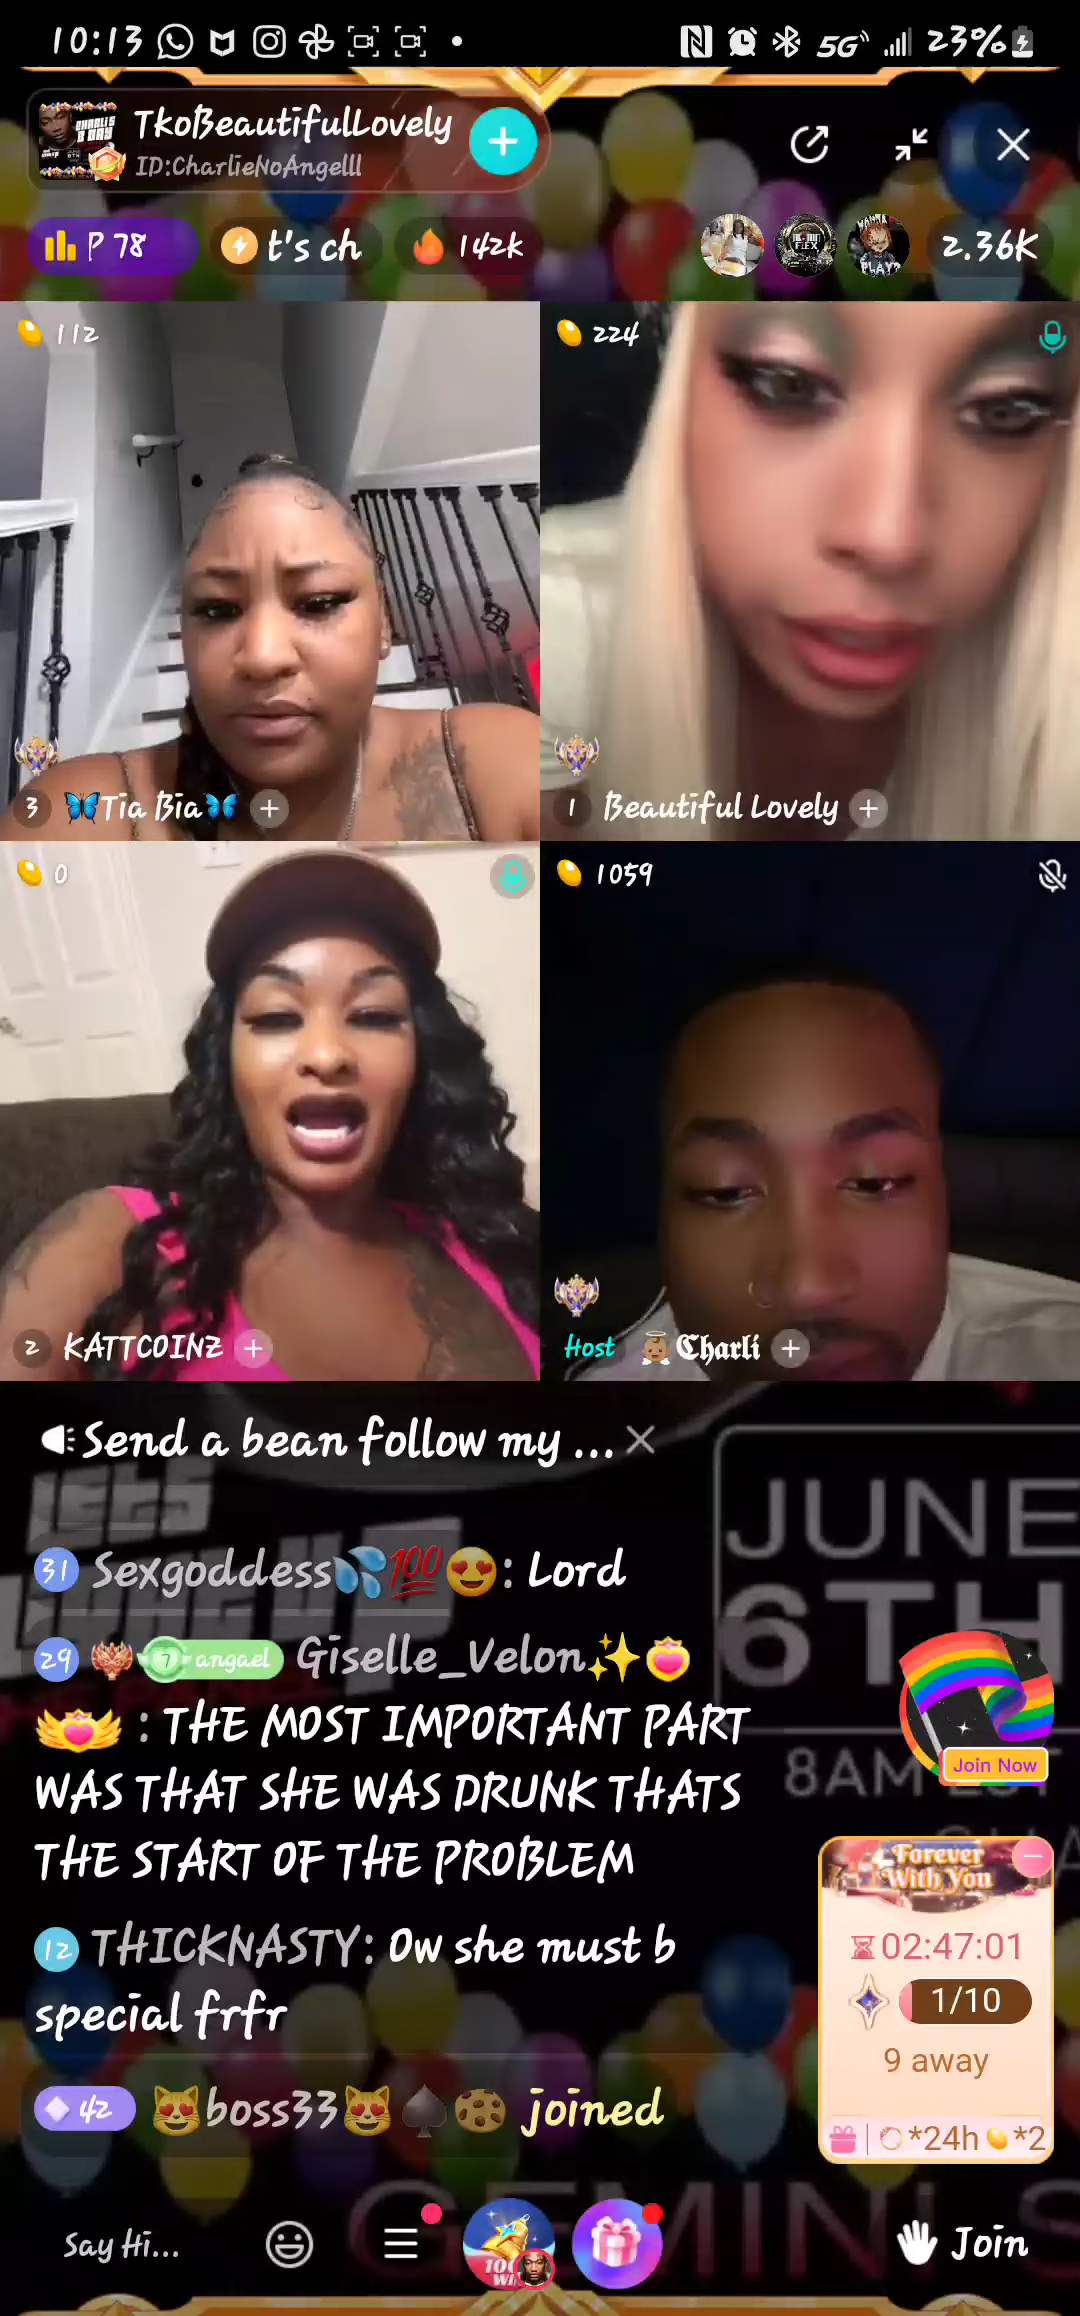 10:13
5G 23%
TkoBeautifulLovely
ID:CharlieNoAngelll
P 78 t's ch 142k 2.36K
112
224
3 🦋Tia Bia🦋 +
1 Beautiful Lovely +
0
1059
2 KATTCOINZ +
Host 👼🏽 Charli +
Send a bean follow my ...
JUNE
6TH
31 Sexgoddess💦💯😍: Lord
29 7 angael Giselle_Velon✨💟
: THE MOST IMPORTANT PART
WAS THAT SHE WAS DRUNK THATS
THE START OF THE PROBLEM
Join Now
8AM EST
12 THICKNASTY: Ow she must b
special frfr
Forever
With You
02:47:01
1/10
9 away
*24h *2
42 😻boss33😻♠️🍪 joined
GEMINI S
Say Hi...
Join